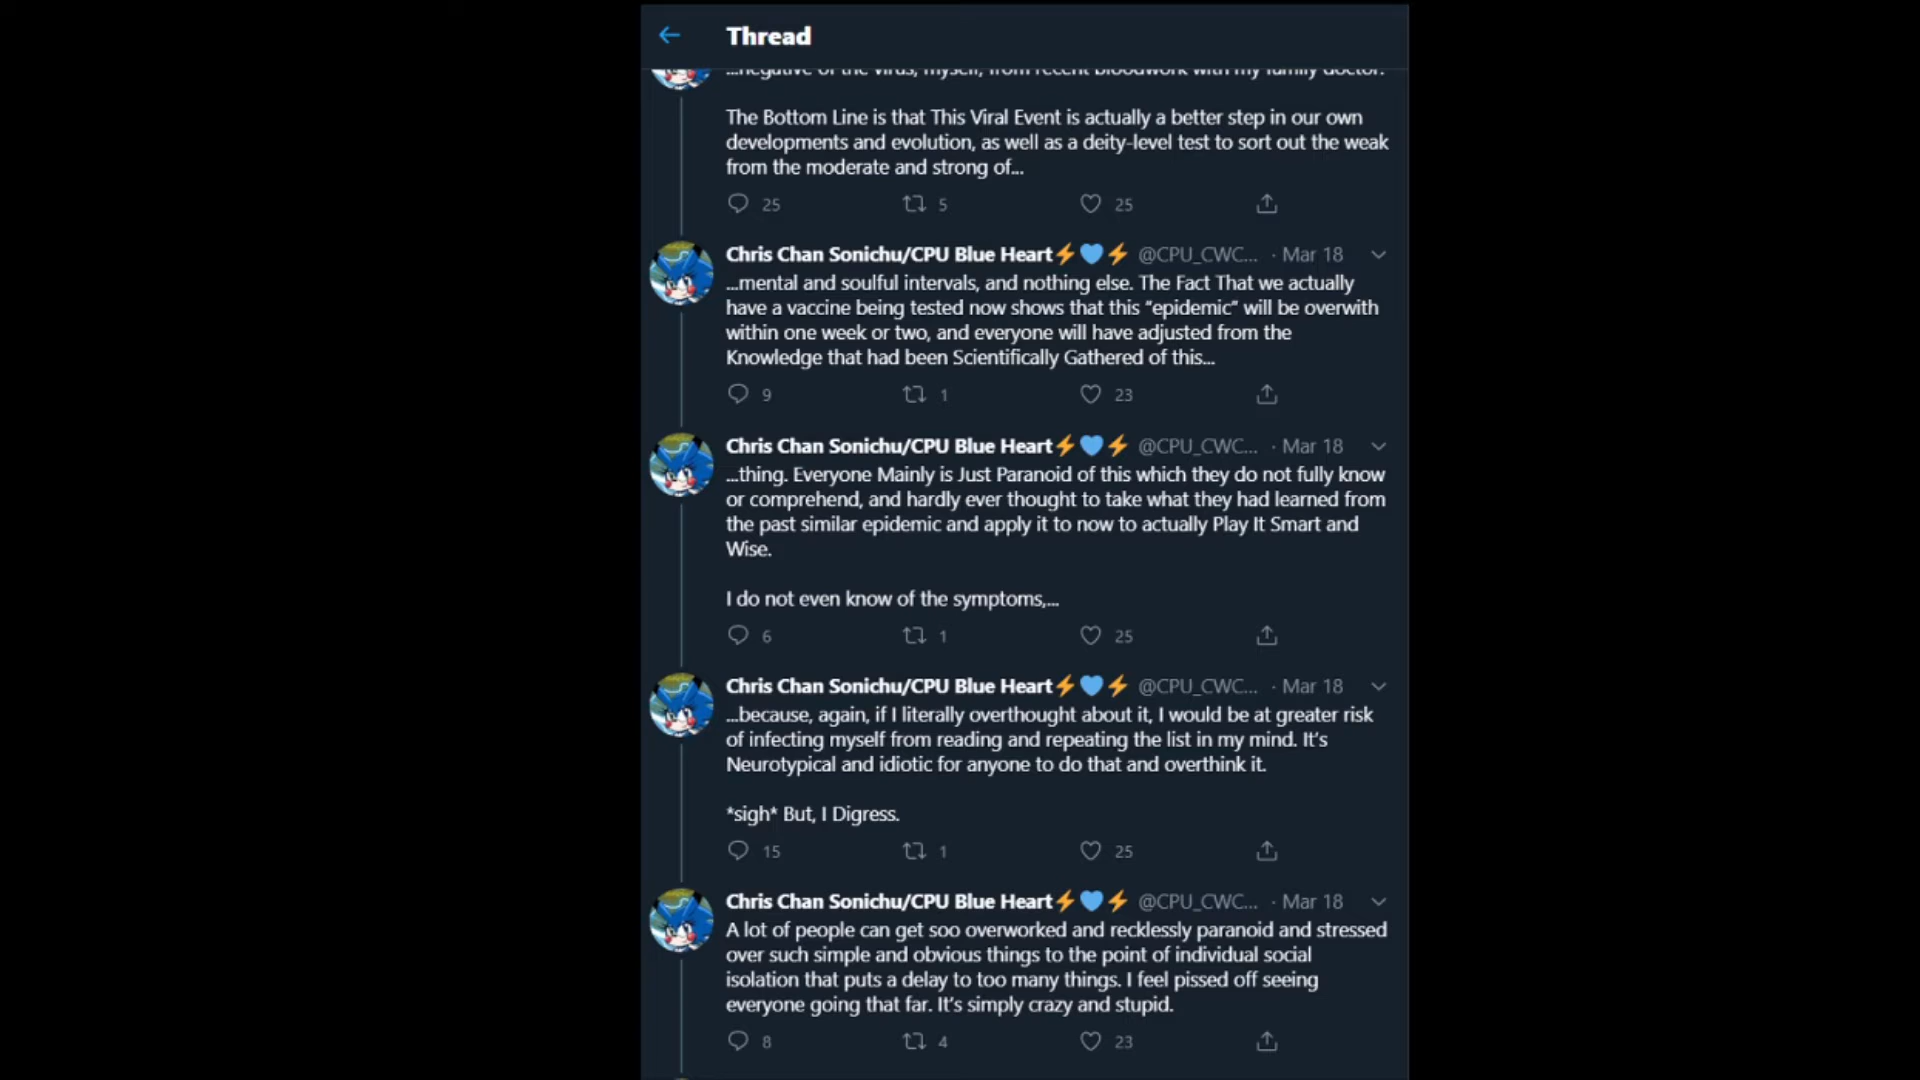 Thread
...negative of the virus, myself, from recent bloodwork with my family doctor.
The Bottom Line is that This Viral Event is actually a better step in our own
developments and evolution, as well as a deity-level test to sort out the weak
from the moderate and strong of...
25 5 25
Chris Chan Sonichu/CPU Blue Heart⚡💙⚡ @CPU_CWC... · Mar 18
...mental and soulful intervals, and nothing else. The Fact That we actually
have a vaccine being tested now shows that this “epidemic” will be overwith
within one week or two, and everyone will have adjusted from the
Knowledge that had been Scientifically Gathered of this...
9 1 23
Chris Chan Sonichu/CPU Blue Heart⚡💙⚡ @CPU_CWC... · Mar 18
...thing. Everyone Mainly is Just Paranoid of this which they do not fully know
or comprehend, and hardly ever thought to take what they had learned from
the past similar epidemic and apply it to now to actually Play It Smart and
Wise.
I do not even know of the symptoms,...
6 1 25
Chris Chan Sonichu/CPU Blue Heart⚡💙⚡ @CPU_CWC... · Mar 18
...because, again, if I literally overthought about it, I would be at greater risk
of infecting myself from reading and repeating the list in my mind. It's
Neurotypical and idiotic for anyone to do that and overthink it.
*sigh* But, I Digress.
15 1 25
Chris Chan Sonichu/CPU Blue Heart⚡💙⚡ @CPU_CWC... · Mar 18
A lot of people can get soo overworked and recklessly paranoid and stressed
over such simple and obvious things to the point of individual social
isolation that puts a delay to too many things. I feel pissed off seeing
everyone going that far. It's simply crazy and stupid.
8 4 23